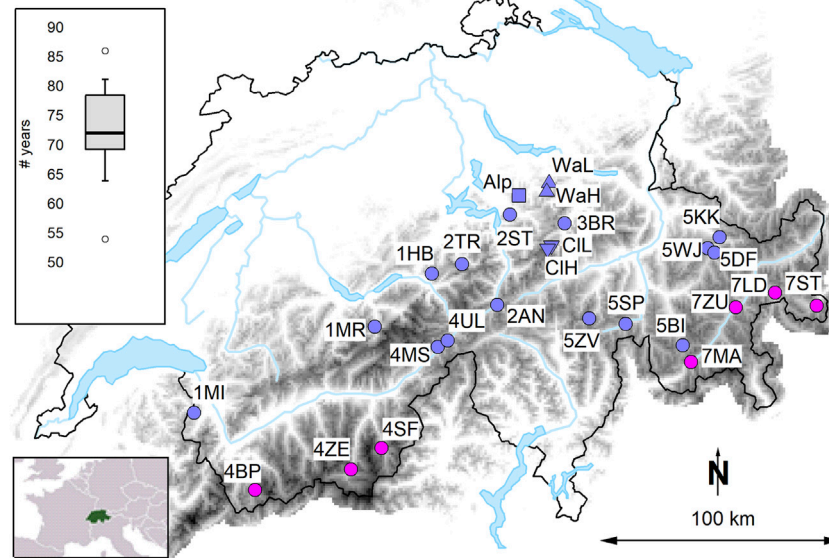 90
85
80
75
70
65
60
55
50
# years
WaL
Alp
WaH
3BR
2ST
5KK
2TR
1HB
CIL
CIH
5WJ
5DF
7LD
7ST
7ZU
2AN
5SP
1MR
4UL
5ZV
5BI
4MS
7MA
1MI
4SF
4ZE
4BP
N
100 km